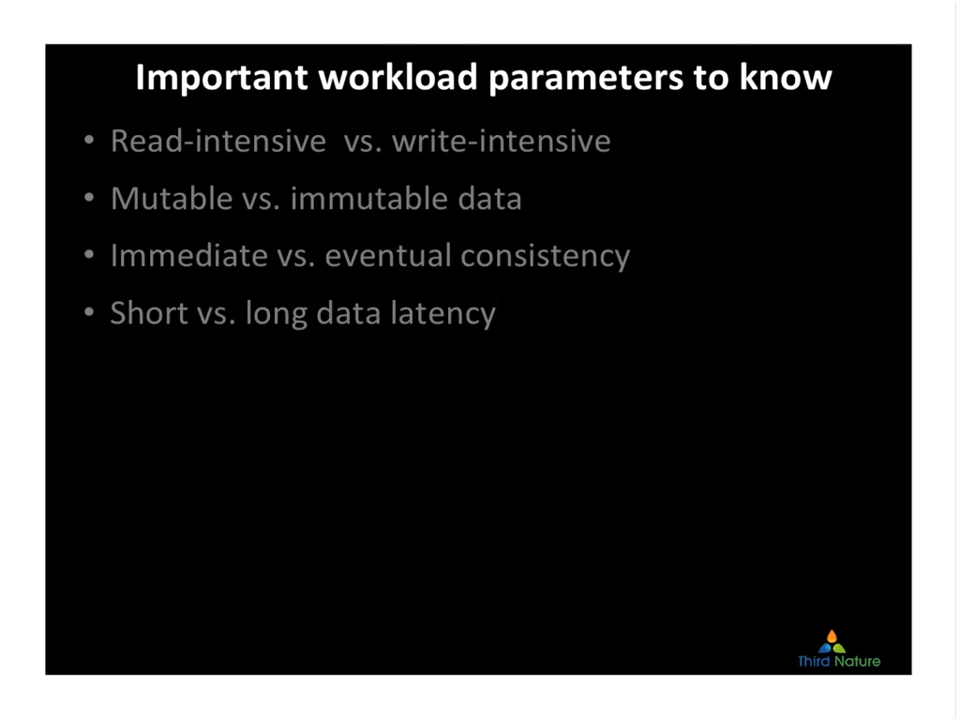 Important workload parameters to know
• Read-intensive  vs. write-intensive
• Mutable vs. immutable data
• Immediate vs. eventual consistency
• Short vs. long data latency
Third Nature